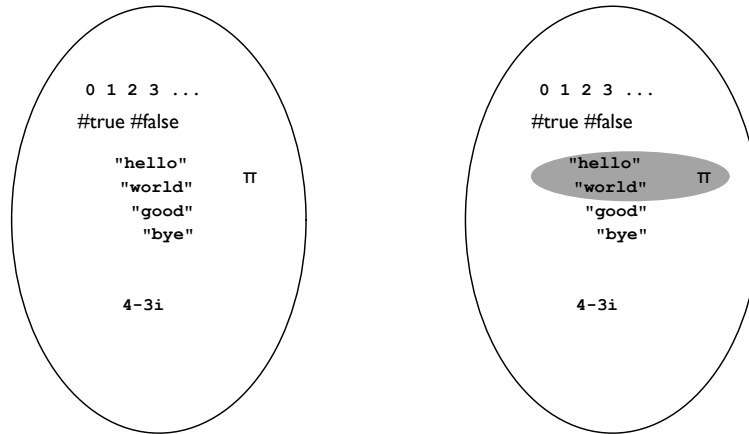 0 1 2 3 ...
#true #false
"hello"
"world"
π
"good"
"bye"
4-3i
0 1 2 3 ...
#true #false
"hello"
"world"
π
"good"
"bye"
4-3i